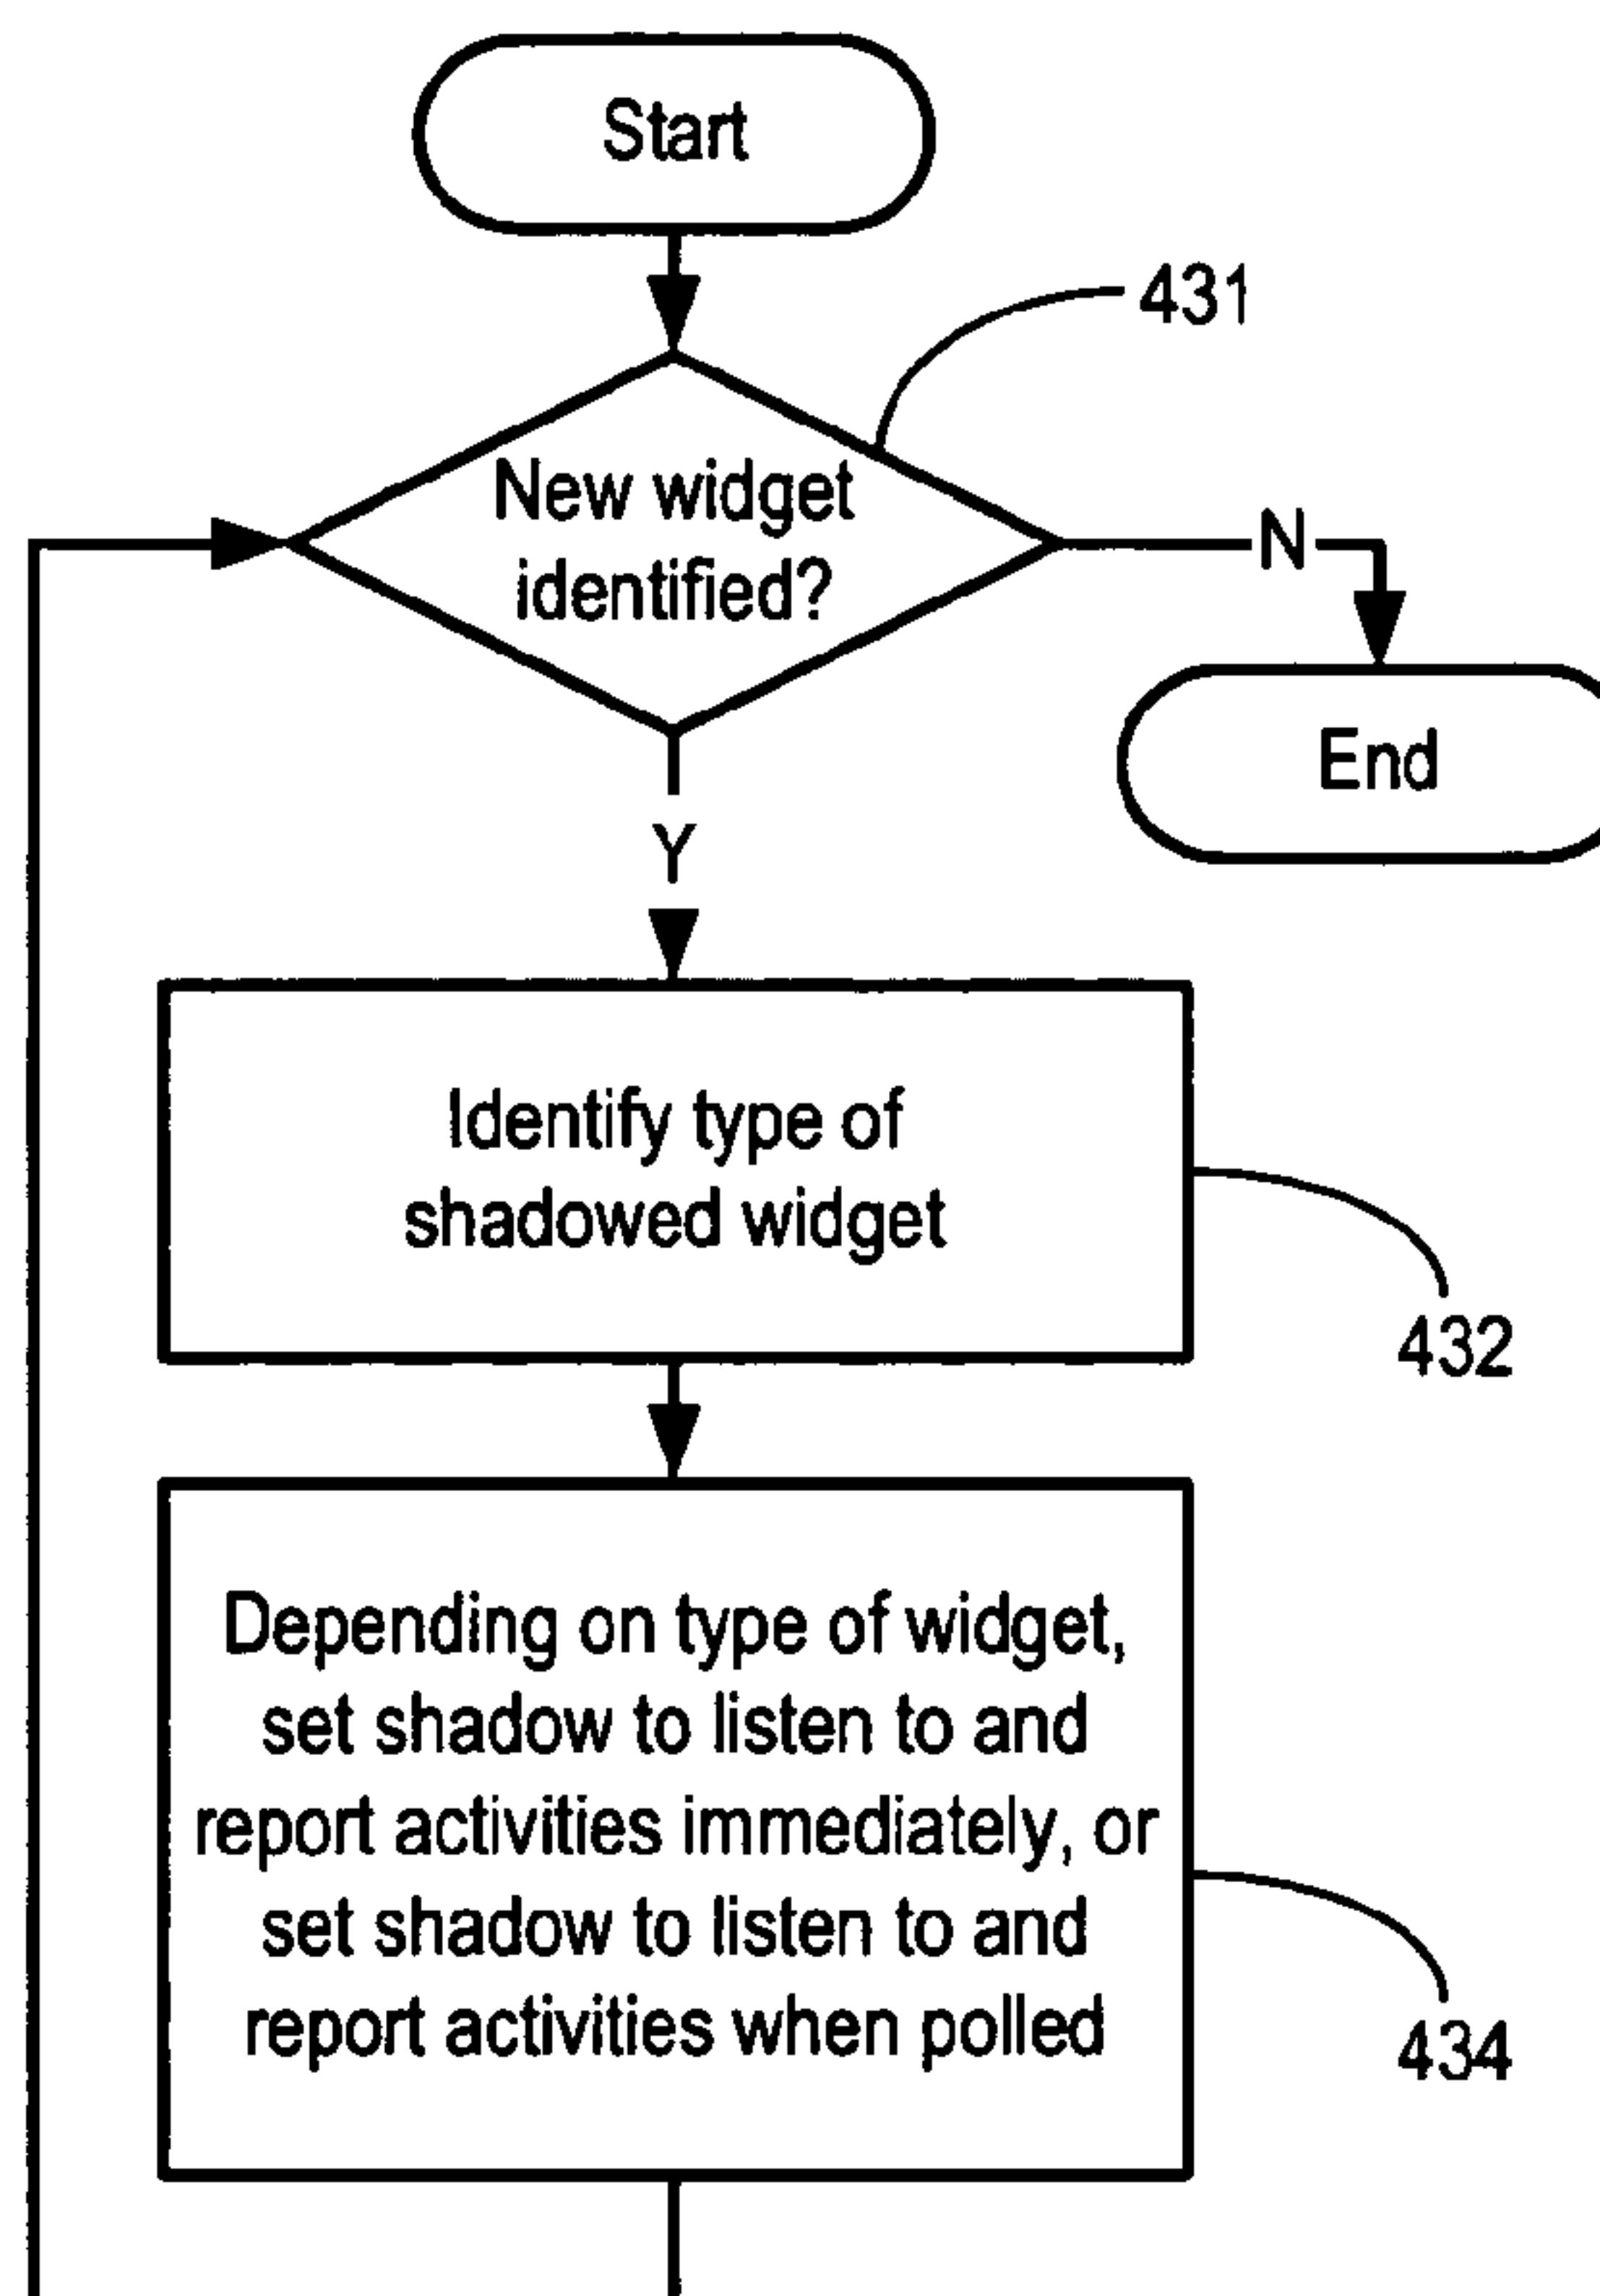 Start
431
New widget
identified?
N
End
Y
Identify type of
shadowed widget
432
Depending on type of widget,
set shadow to listen to and
report activities immediately, or
set shadow to listen to and
report activities when polled
434